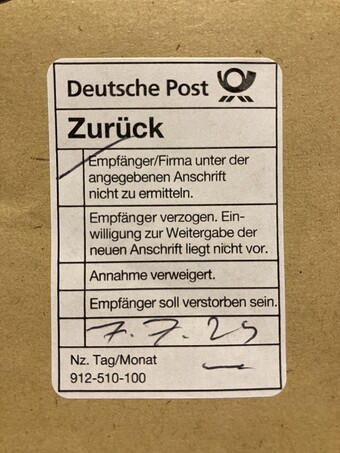 Deutsche Post
Zurück
Empfänger/Firma unter der
angegebenen Anschrift
nicht zu ermitteln.
Empfänger verzogen. Ein-
willigung zur Weitergabe der
neuen Anschrift liegt nicht vor.
Annahme verweigert.
Empfänger soll verstorben sein.
7.7.25
Nz. Tag/Monat
912-510-100